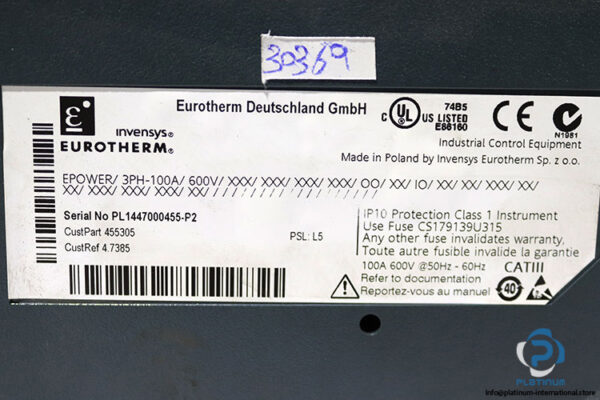 30369
Eurotherm Deutschland GmbH
invensys®
EUROTHERM®
C UL US LISTED
74B5
E86160
CE
N1981
Industrial Control Equipment
Made in Poland by Invensys Eurotherm Sp. z o.o.
EPOWER/ 3PH-100A/ 600V/ XXX/ XXX/ XXX/ XXX/ OO/ XX/ IO/ XX/ XX/ XXX/ XX/
XX/ XXX/ XXX/ XX/ XX/ / / / / / / / / / / / / / / / / /
Serial No PL1447000455-P2
CustPart 455305
CustRef 4.7385
PSL: L5
IP10 Protection Class 1 Instrument
Use Fuse CS179139U315
Any other fuse invalidates warranty.
Toute autre fusible invalide la garantie
100A 600V @50Hz - 60Hz CATIII
Refer to documentation
Reportez-vous au manuel
40
PLATINUM
info@platinum-international.store